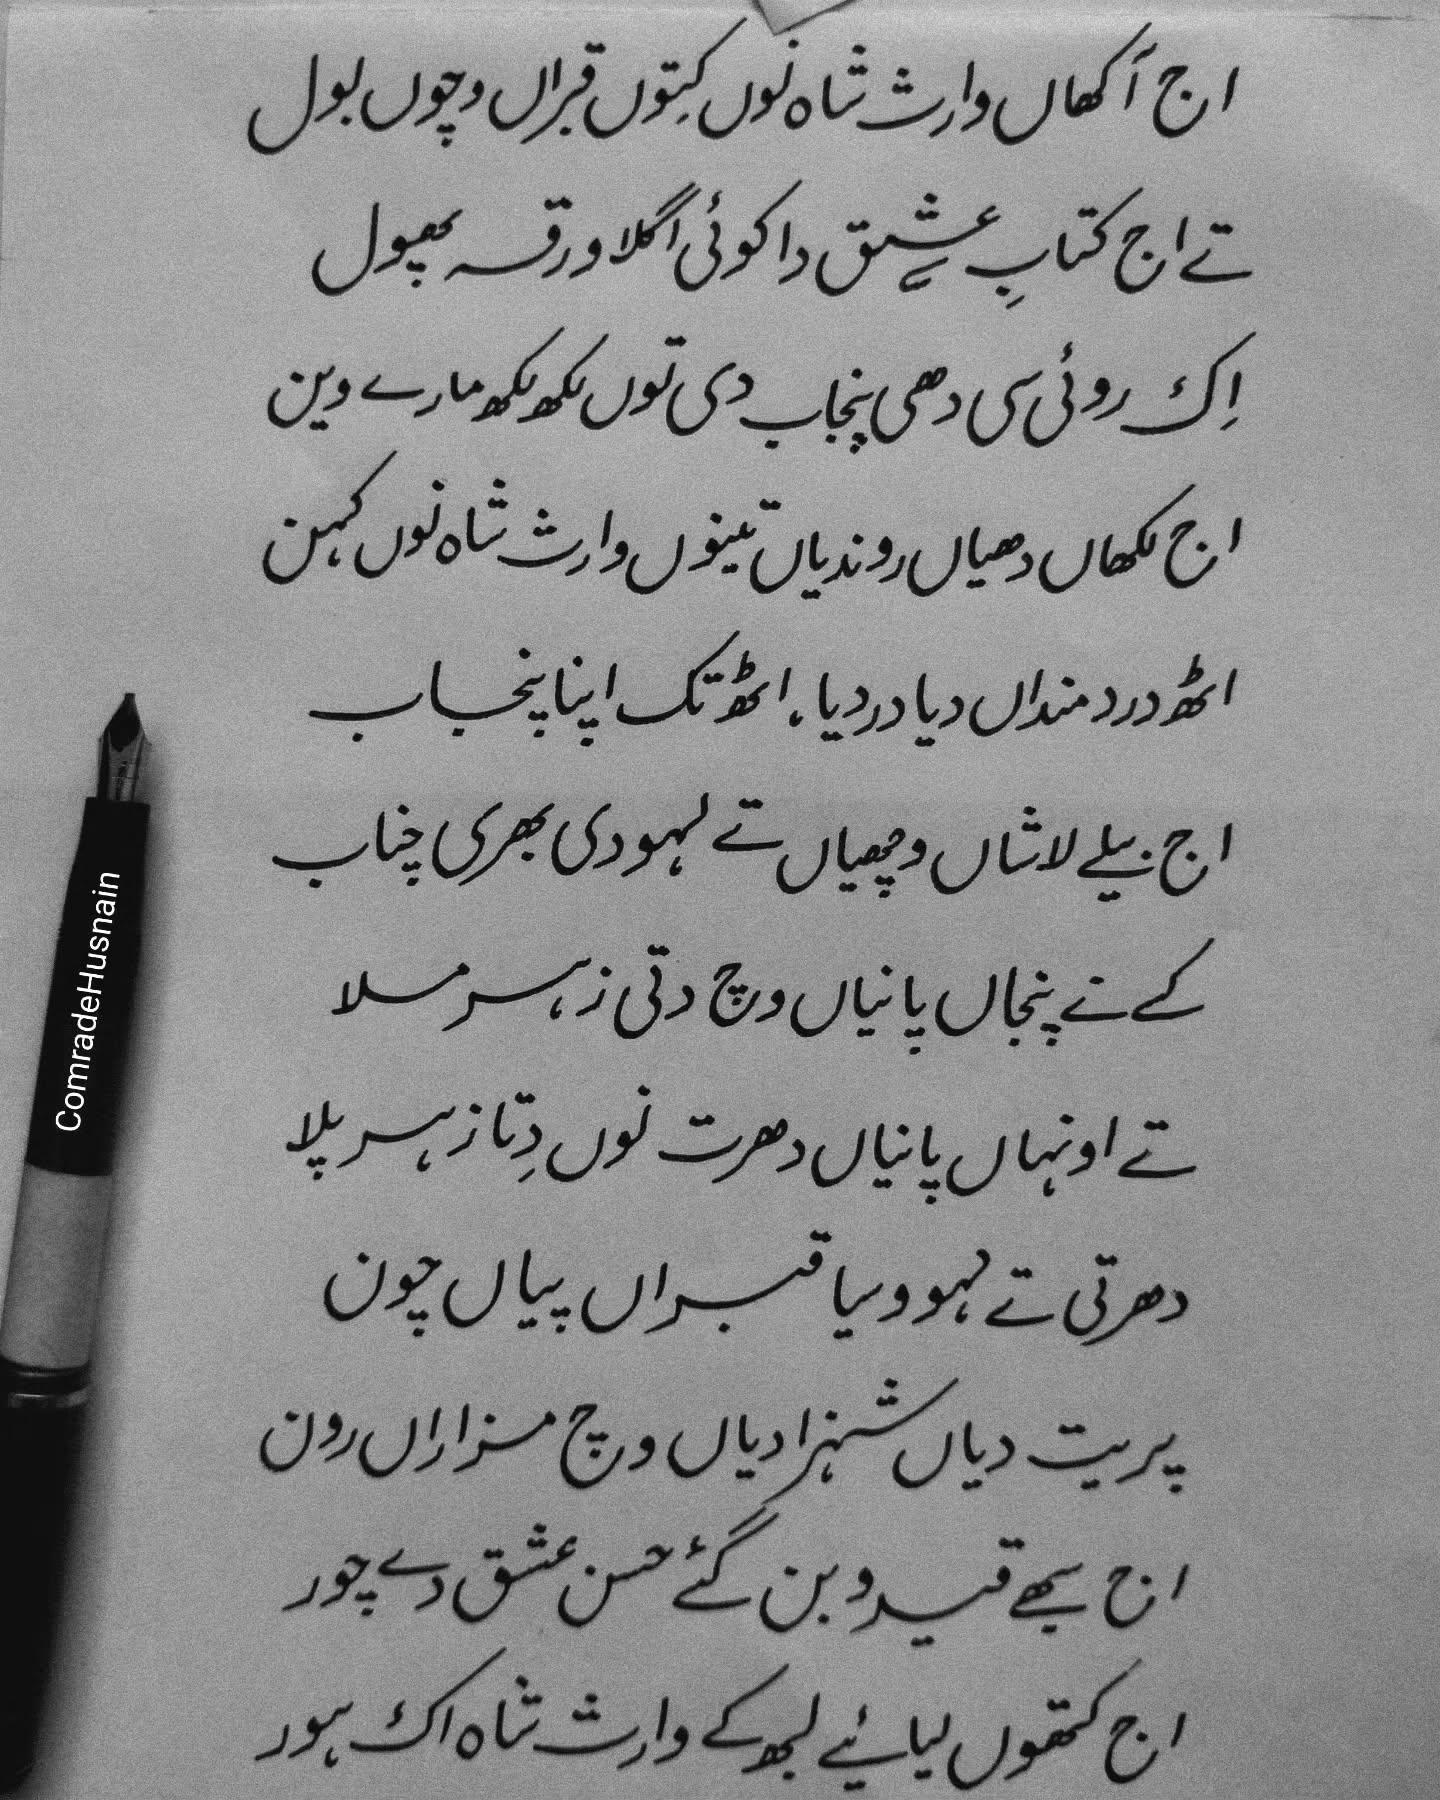 اج آکھاں وارث شاہ نوں کِتوں قبراں وچوں بول
تے اج کتابِ عشق دا کوئی اگلا ورقہ پھول
اِک روئی سی دھی پنجاب دی توں لکھ لکھ مارے وین
اج لکھاں دھیاں روندیاں تینوں وارث شاہ نوں کہن
اٹھ درد منداں دیا دردیا، اٹھ تک اپنا پنجاب
اج بیلے لاشاں وچھیاں تے لہو دی بھری چناب
کسے نے پنجاں پانیاں وچ دتی زہر ملا
تے اونہاں پانیاں دھرت نوں دِتا زہر پلا
دھرتی تے لہو وسیا قبراں پیاں چون
پریت دیاں شہزادیاں وچ مزاراں رون
اج سبھے قیدو بن گئے حسن عشق دے چور
اج کتھوں لیائیے لبھ کے وارث شاہ اک ہور
ComradeHusnain